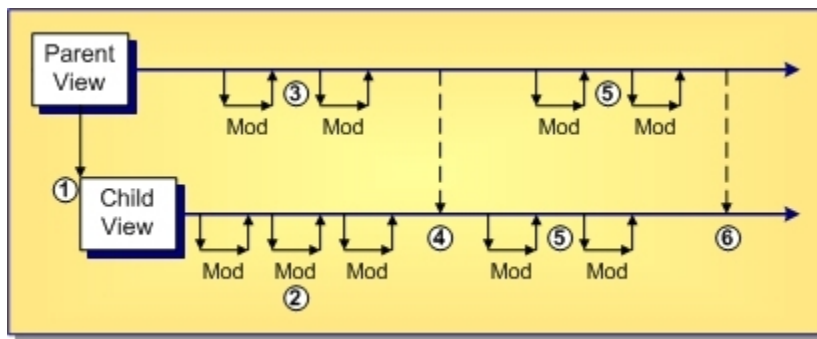 Parent
View
③ ⑤
Mod Mod Mod Mod
①
Child
View
④ ⑤ ⑥
Mod Mod Mod Mod Mod
②